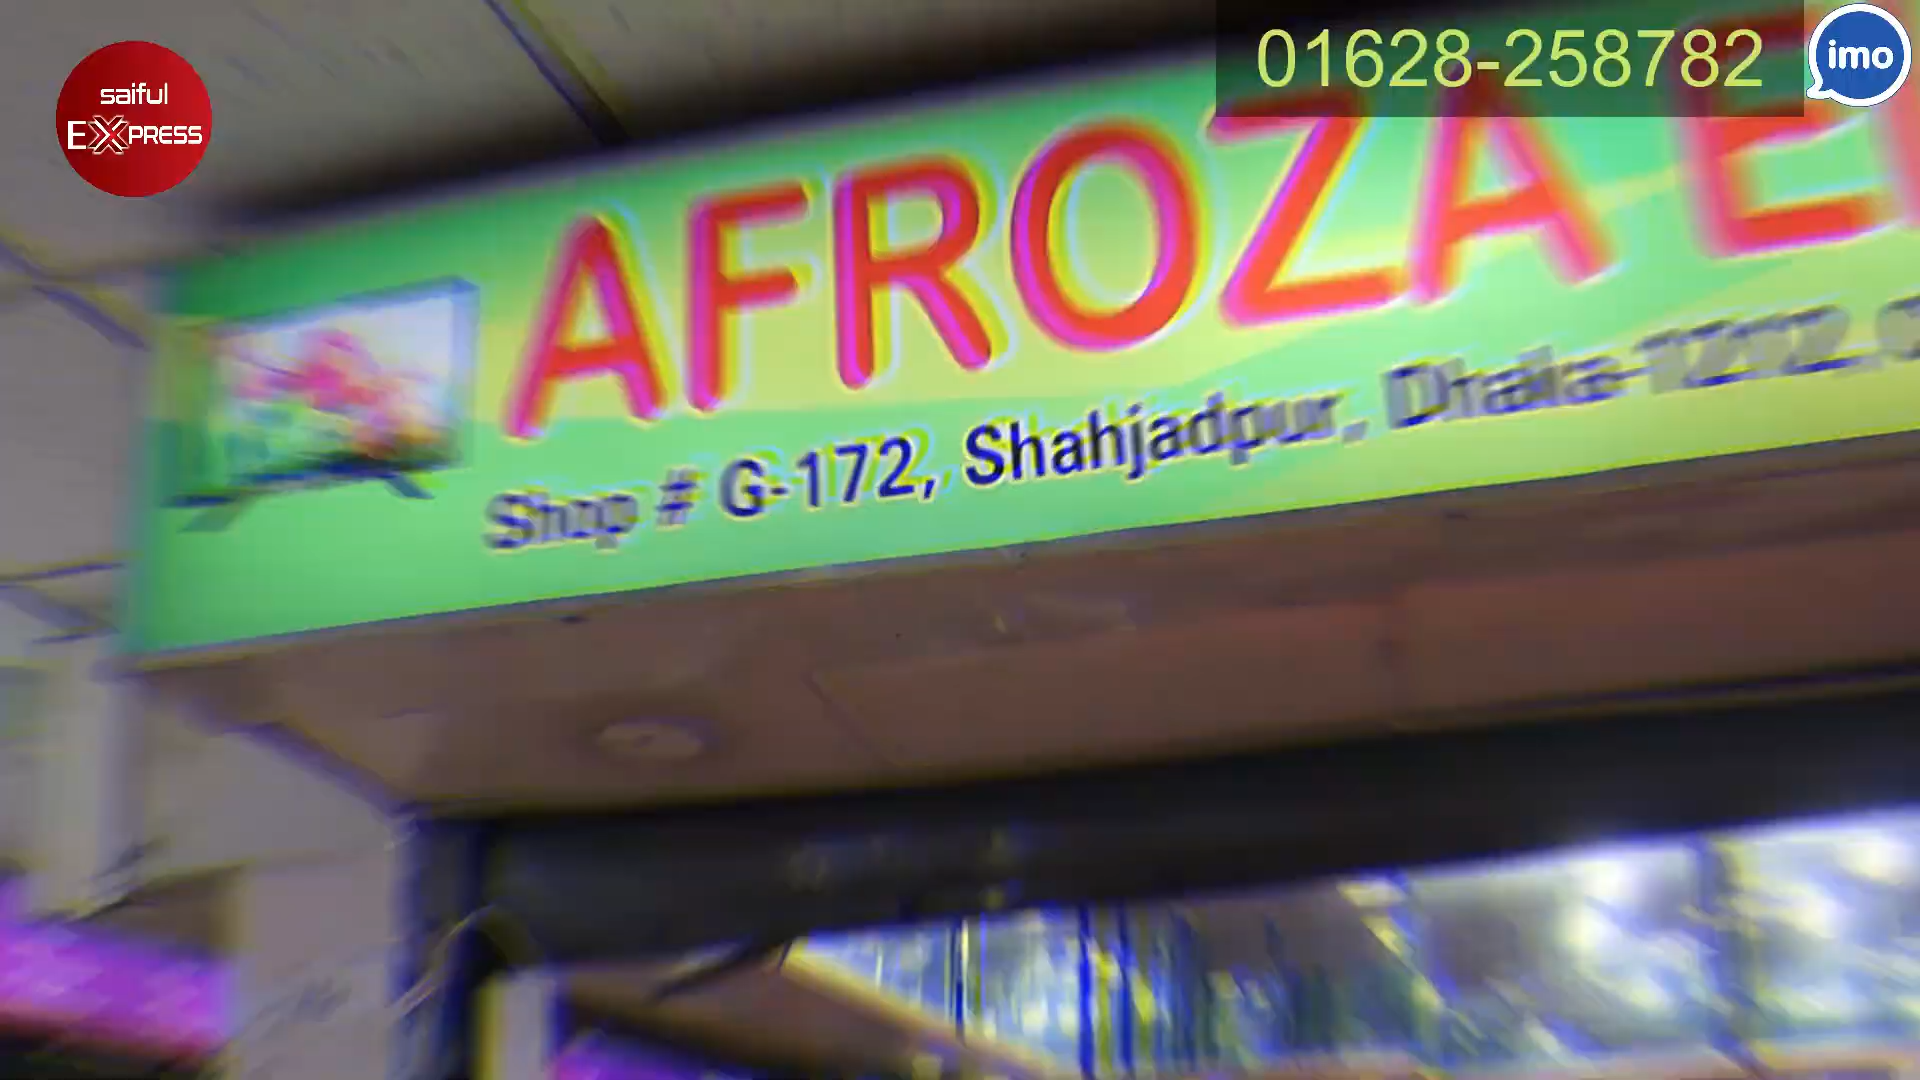 saiful
EXPRESS
01628-258782
imo
AFROZA
Shop # G-172, Shahjadpur, Dhaka-1212,